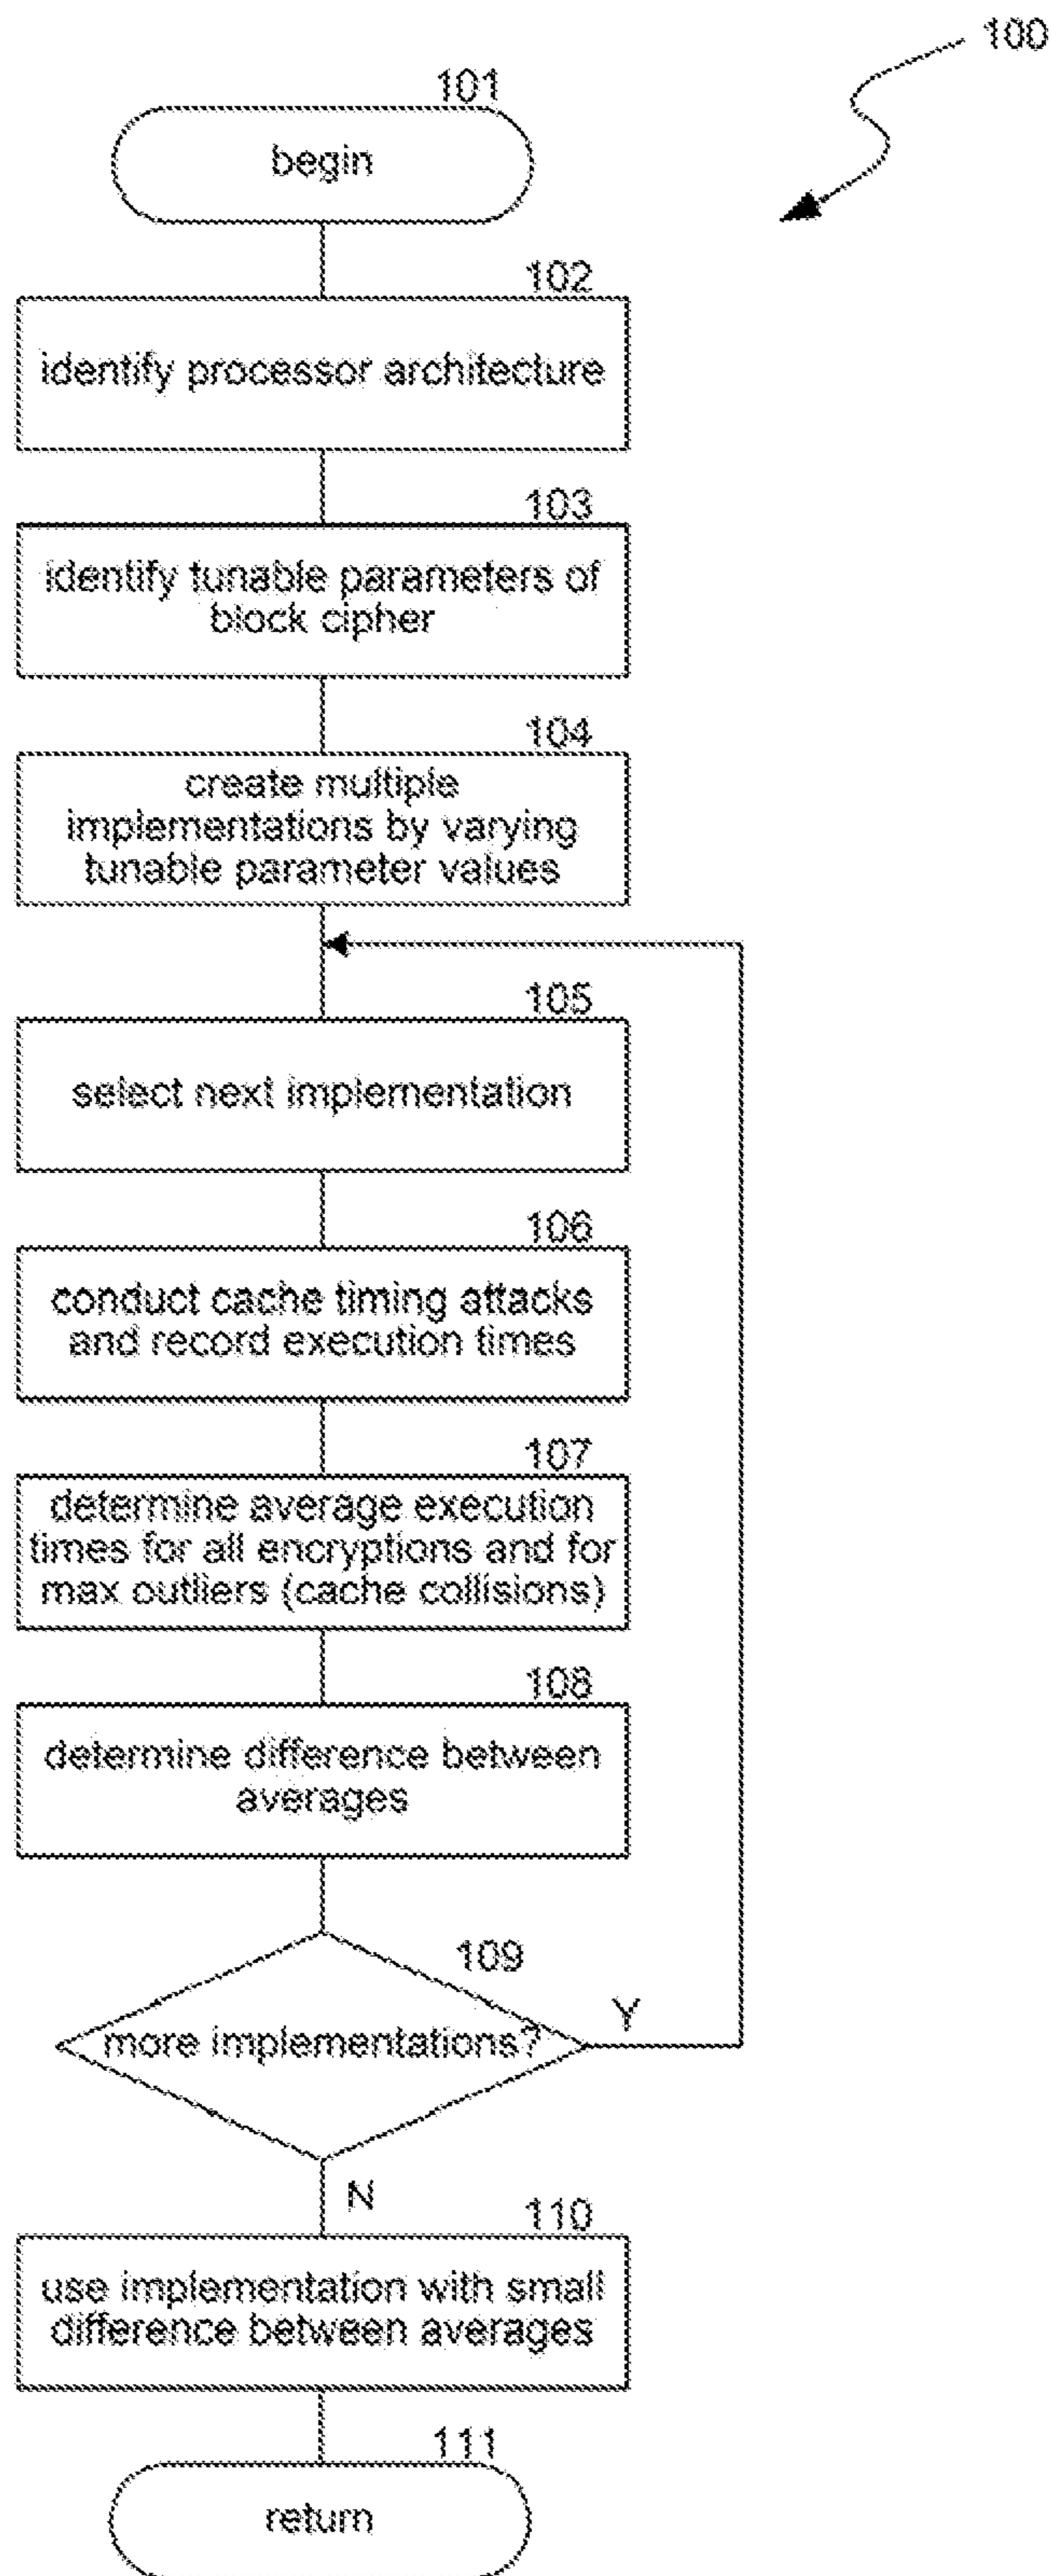 100
101
begin
102
identify processor architecture
103
identify tunable parameters of
block cipher
104
create multiple
implementations by varying
tunable parameter values
105
select next implementation
106
conduct cache timing attacks
and record execution times
107
determine average execution
times for all encryptions and for
max outliers (cache collisions)
108
determine difference between
averages
109
more implementations?
Y
N
110
use implementation with small
difference between averages
111
return